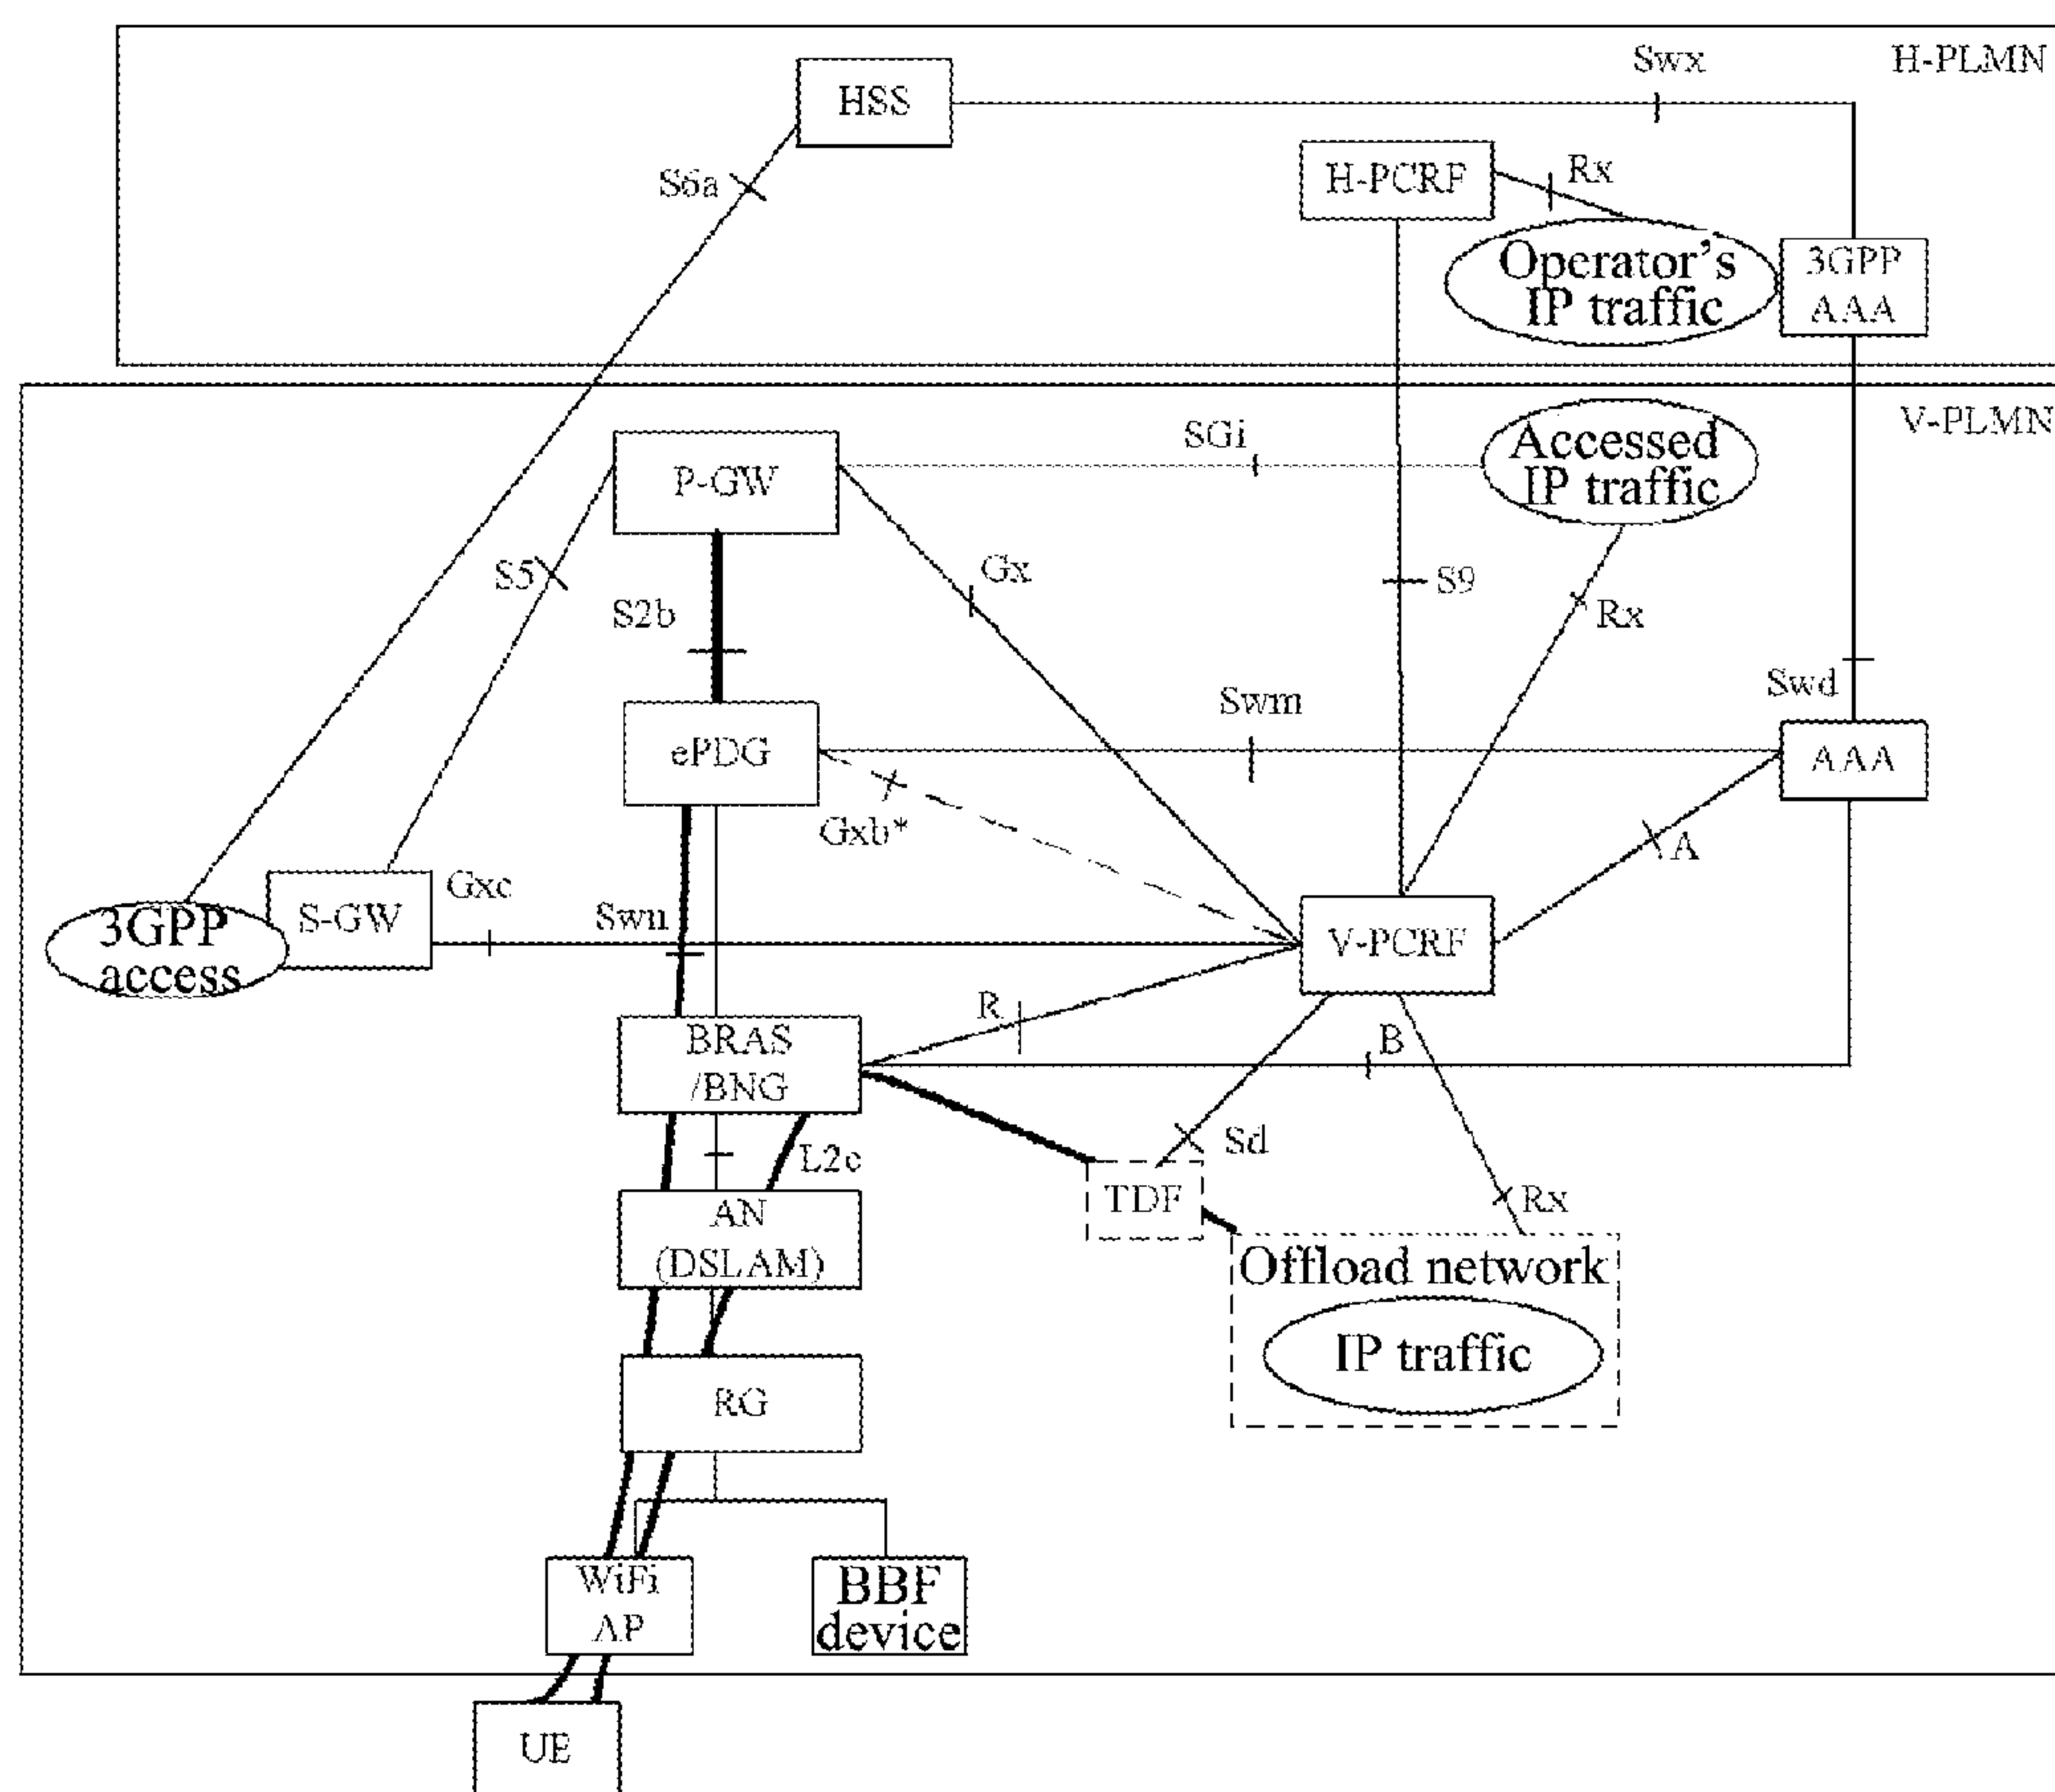 Swx
H-PLMN
HSS
S6a
H-PCRF
Rx
Operator's
IP traffic
3GPP
AAA
V-PLMN
SGi
Accessed
IP traffic
P-GW
S5
Gx
S9
S2b
Rx
Swd
Swm
ePDG
AAA
Gxb*
A
Gxc
3GPP
access
S-GW
Swn
V-PCRF
R
BRAS
/BNG
B
L2c
Sd
TDF
Rx
AN
(DSLAM)
Offload network
IP traffic
RG
WiFi
AP
BBF
device
UE